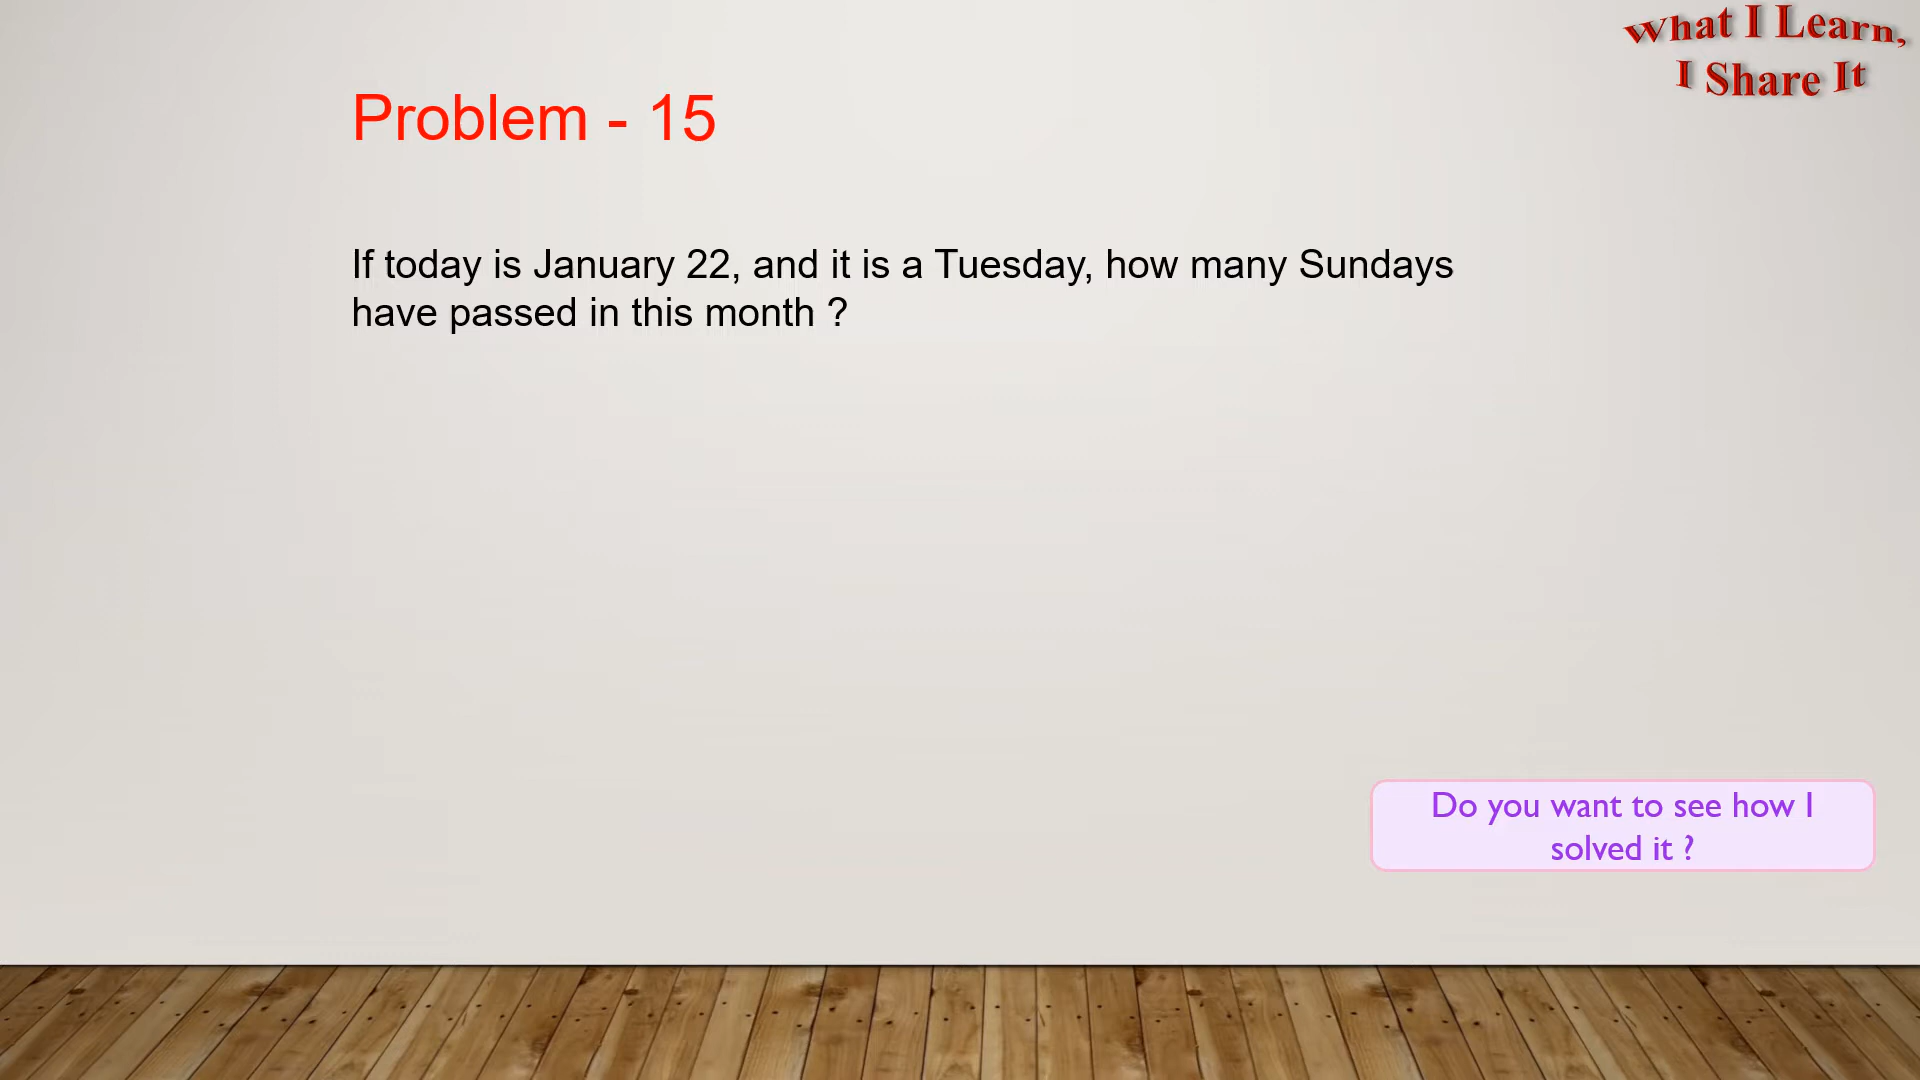 What I Learn,
I Share It
Problem - 15
If today is January 22, and it is a Tuesday, how many Sundays
have passed in this month ?
Do you want to see how I
solved it ?